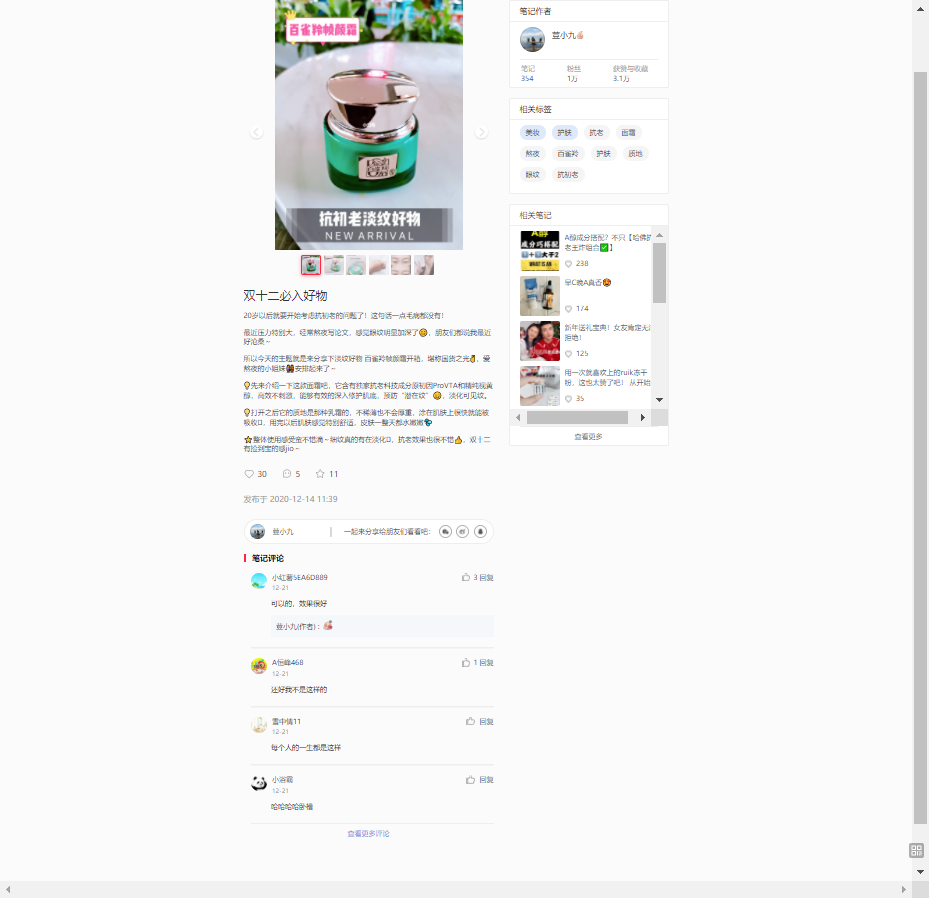 百雀羚帧颜霜
抗初老淡纹好物
NEW ARRIVAL
双十二必入好物
20岁以后就要开始考虑抗初老的问题了！这句话一点毛病都没有！
最近压力特别大，经常熬夜写论文，感觉眼纹明显加深了😣，朋友们都说我最近
好沧桑~
所以今天的主题就是来分享下淡纹好物 百雀羚帧颜霜开箱，堪称国货之光✌，爱
熬夜的小姐妹👭安排起来了~
💡先来介绍一下这款面霜吧，它含有独家抗老科技成分原初因ProVTA和精纯视黄
醇，高效不刺激，能够有效的深入修护肌底，预防“潜在纹”😄，淡化可见纹。
💡打开之后它的质地是那种乳霜的，不稀薄也不会厚重，涂在肌肤上很快就能被
吸收，用完以后肌肤感觉特别舒适，皮肤一整天都水嫩嫩
⭐整体使用感受蛮不错滴~细纹真的有在淡化，抗老效果也很不错👍，双十二
有捡到宝的感jio~
30 5 11
发布于 2020-12-14 11:39
荳小九 | 一起来分享给朋友们看看吧：
笔记评论
小红薯5EA6D889 3 回复
12-21
可以的，效果很好
荳小九(作者)：
A恒峰468 1 回复
12-21
还好我不是这样的
雪中情11 回复
12-21
每个人的一生都是这样
小浴霸 回复
12-21
哈哈哈哈卧槽
查看更多评论
笔记作者
荳小九
笔记 粉丝 获赞与收藏
354 1万 3.1万
相关标签
美妆 护肤 抗老 面霜
熬夜 百雀羚 护肤 质地
眼纹 抗初老
相关笔记
A醇成分搭配？不只【哈佛抗
老王炸组合✅】
238
早C晚A真香
174
新年送礼宝典！女友肯定无法
拒绝！
125
用一次就喜欢上的ruik冻干
粉，这也太赞了吧！ 从开始
35
查看更多